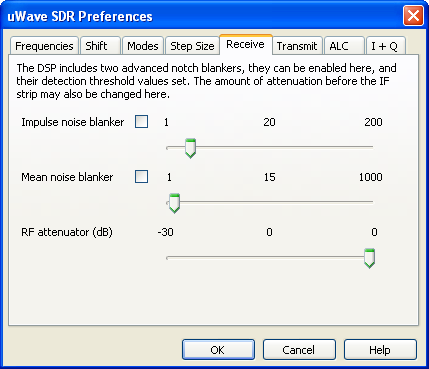 uWave SDR Preferences
Frequencies Shift Modes Step Size Receive Transmit ALC I + Q
The DSP includes two advanced notch blankers, they can be enabled here, and
their detection threshold values set. The amount of attenuation before the IF
strip may also be changed here.
Impulse noise blanker 1 20 200
Mean noise blanker 1 15 1000
RF attenuator (dB) -30 0 0
OK Cancel Help